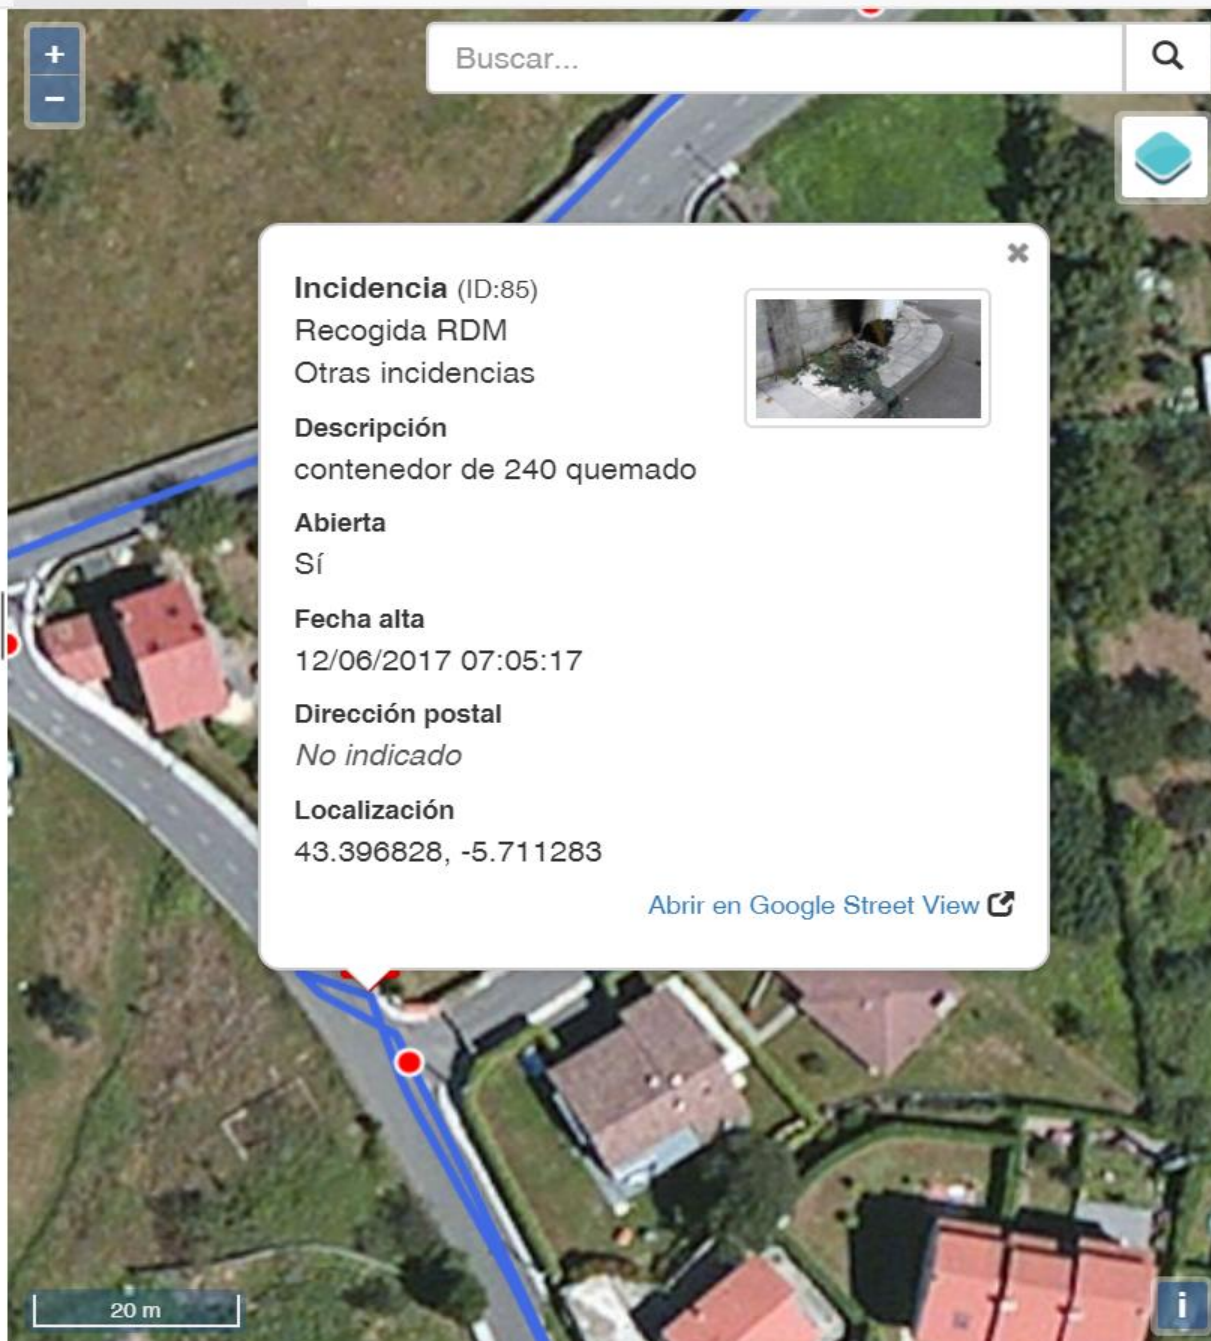 +
Buscar...
−
Incidencia (ID:85)
Recogida RDM
Otras incidencias
Descripción
contenedor de 240 quemado
Abierta
Sí
Fecha alta
12/06/2017 07:05:17
Dirección postal
No indicado
Localización
43.396828, -5.711283
Abrir en Google Street View
20 m
i